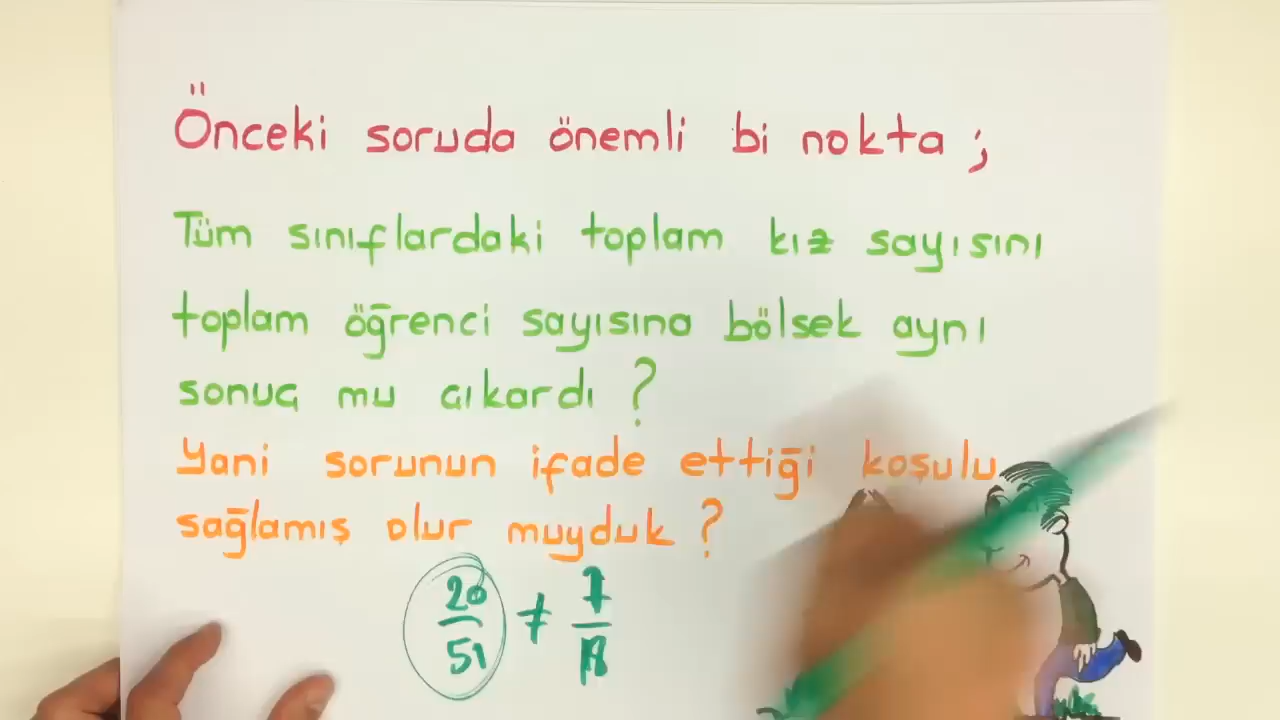 Önceki soruda önemli bi nokta ;
Tüm sınıflardaki toplam kız sayısını
toplam öğrenci sayısına bölsek aynı
sonuç mu çıkardı ?
Yani sorunun ifade ettiği koşulu
sağlamış olur muyduk ?
20/51 ≠ 7/18